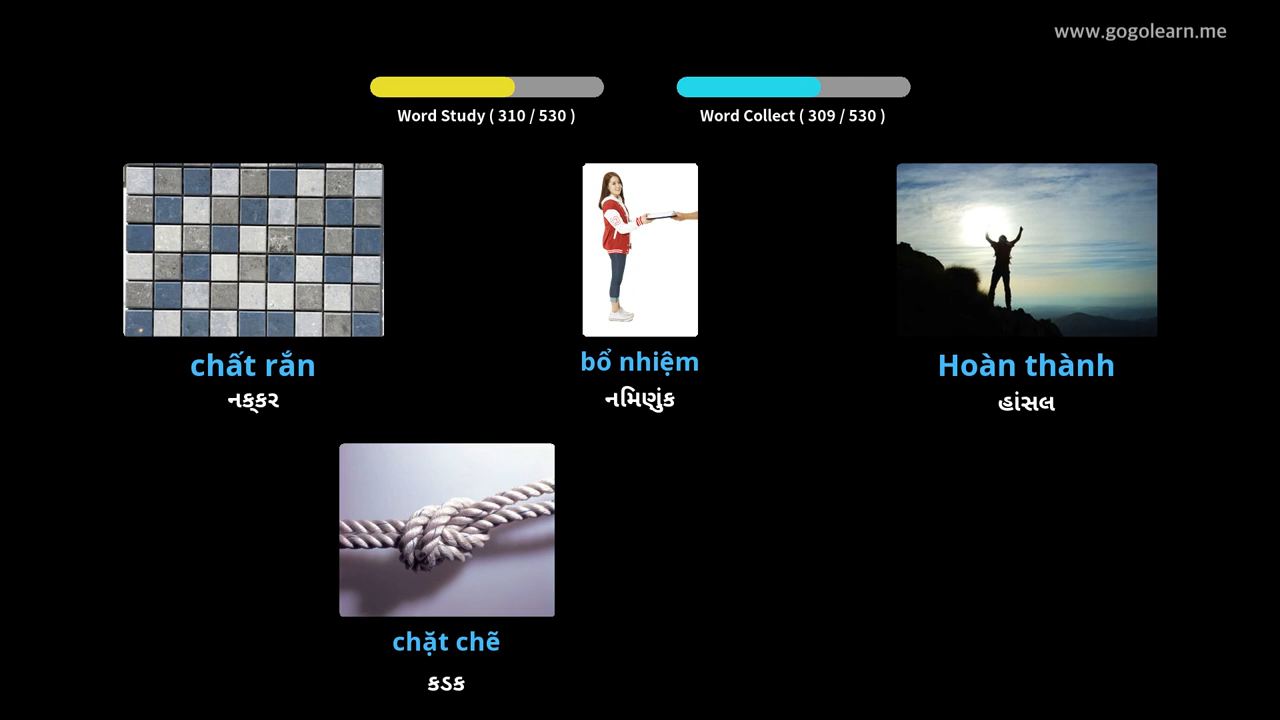 www.gogolearn.me
Word Study ( 310 / 530 )
Word Collect ( 309 / 530 )
chất rắn
નક્કર
bổ nhiệm
નમિણુંક
Hoàn thành
હાંસલ
chặt chẽ
કડક